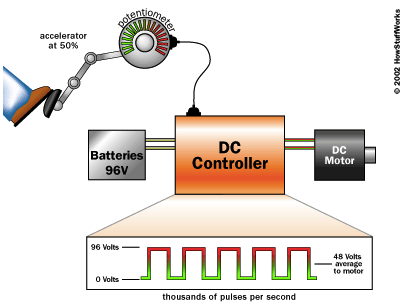 potentiometer
accelerator
at 50%
© 2002 HowStuffWorks
Batteries
96V
DC
Controller
DC
Motor
96 Volts
0 Volts
48 Volts
average
to motor
thousands of pulses per second